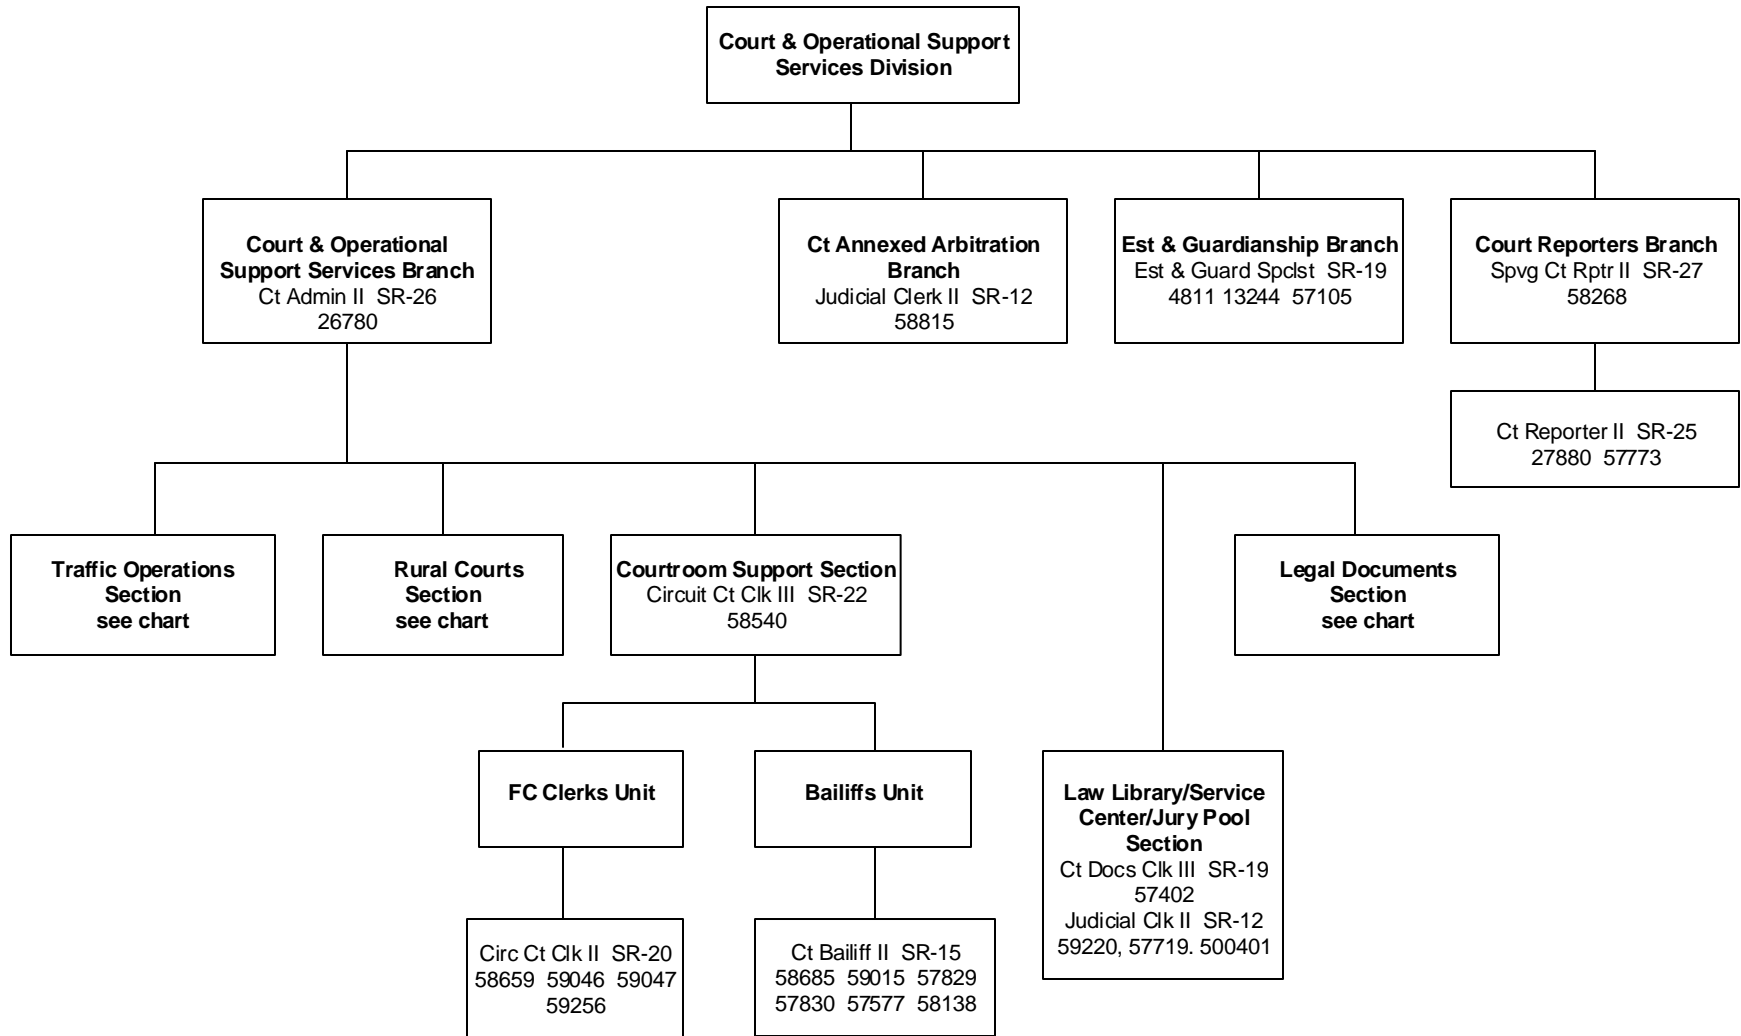 Court & Operational Support
Services Division
Court & Operational
Support Services Branch
Ct Admin II SR-26
26780
Ct Annexed Arbitration
Branch
Judicial Clerk II SR-12
58815
Est & Guardianship Branch
Est & Guard Spclst SR-19
4811 13244 57105
Court Reporters Branch
Spvg Ct Rptr II SR-27
58268
Ct Reporter II SR-25
27880 57773
Traffic Operations
Section
see chart
Rural Courts
Section
see chart
Courtroom Support Section
Circuit Ct Clk III SR-22
58540
Legal Documents
Section
see chart
FC Clerks Unit
Bailiffs Unit
Law Library/Service
Center/Jury Pool
Section
Ct Docs Clk III SR-19
57402
Judicial Clk II SR-12
59220, 57719. 500401
Circ Ct Clk II SR-20
58659 59046 59047
59256
Ct Bailiff II SR-15
58685 59015 57829
57830 57577 58138